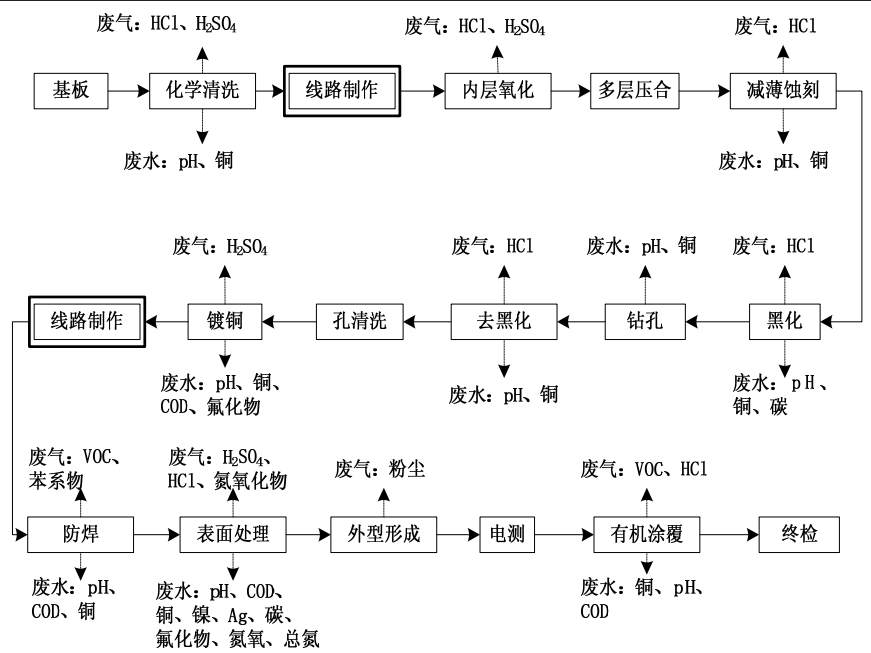 废气：HCl、H₂SO₄
废气：HCl、H₂SO₄
废气：HCl
基板
化学清洗
线路制作
内层氧化
多层压合
减薄蚀刻
废水：pH、铜
废水：pH、铜
废气：H₂SO₄
废气：HCl
废水：pH、铜
废气：HCl
线路制作
镀铜
孔清洗
去黑化
钻孔
黑化
废水：pH、铜、
COD、氟化物
废水：pH、铜
废水：pH、
铜、碳
废气：VOC、
苯系物
废气：H₂SO₄、
HCl、氮氧化物
废气：粉尘
废气：VOC、HCl
防焊
表面处理
外型形成
电测
有机涂覆
终检
废水：pH、
COD、铜
废水：pH、COD、
铜、镍、Ag、碳、
氟化物、氮氧、总氮
废水：铜、pH、
COD